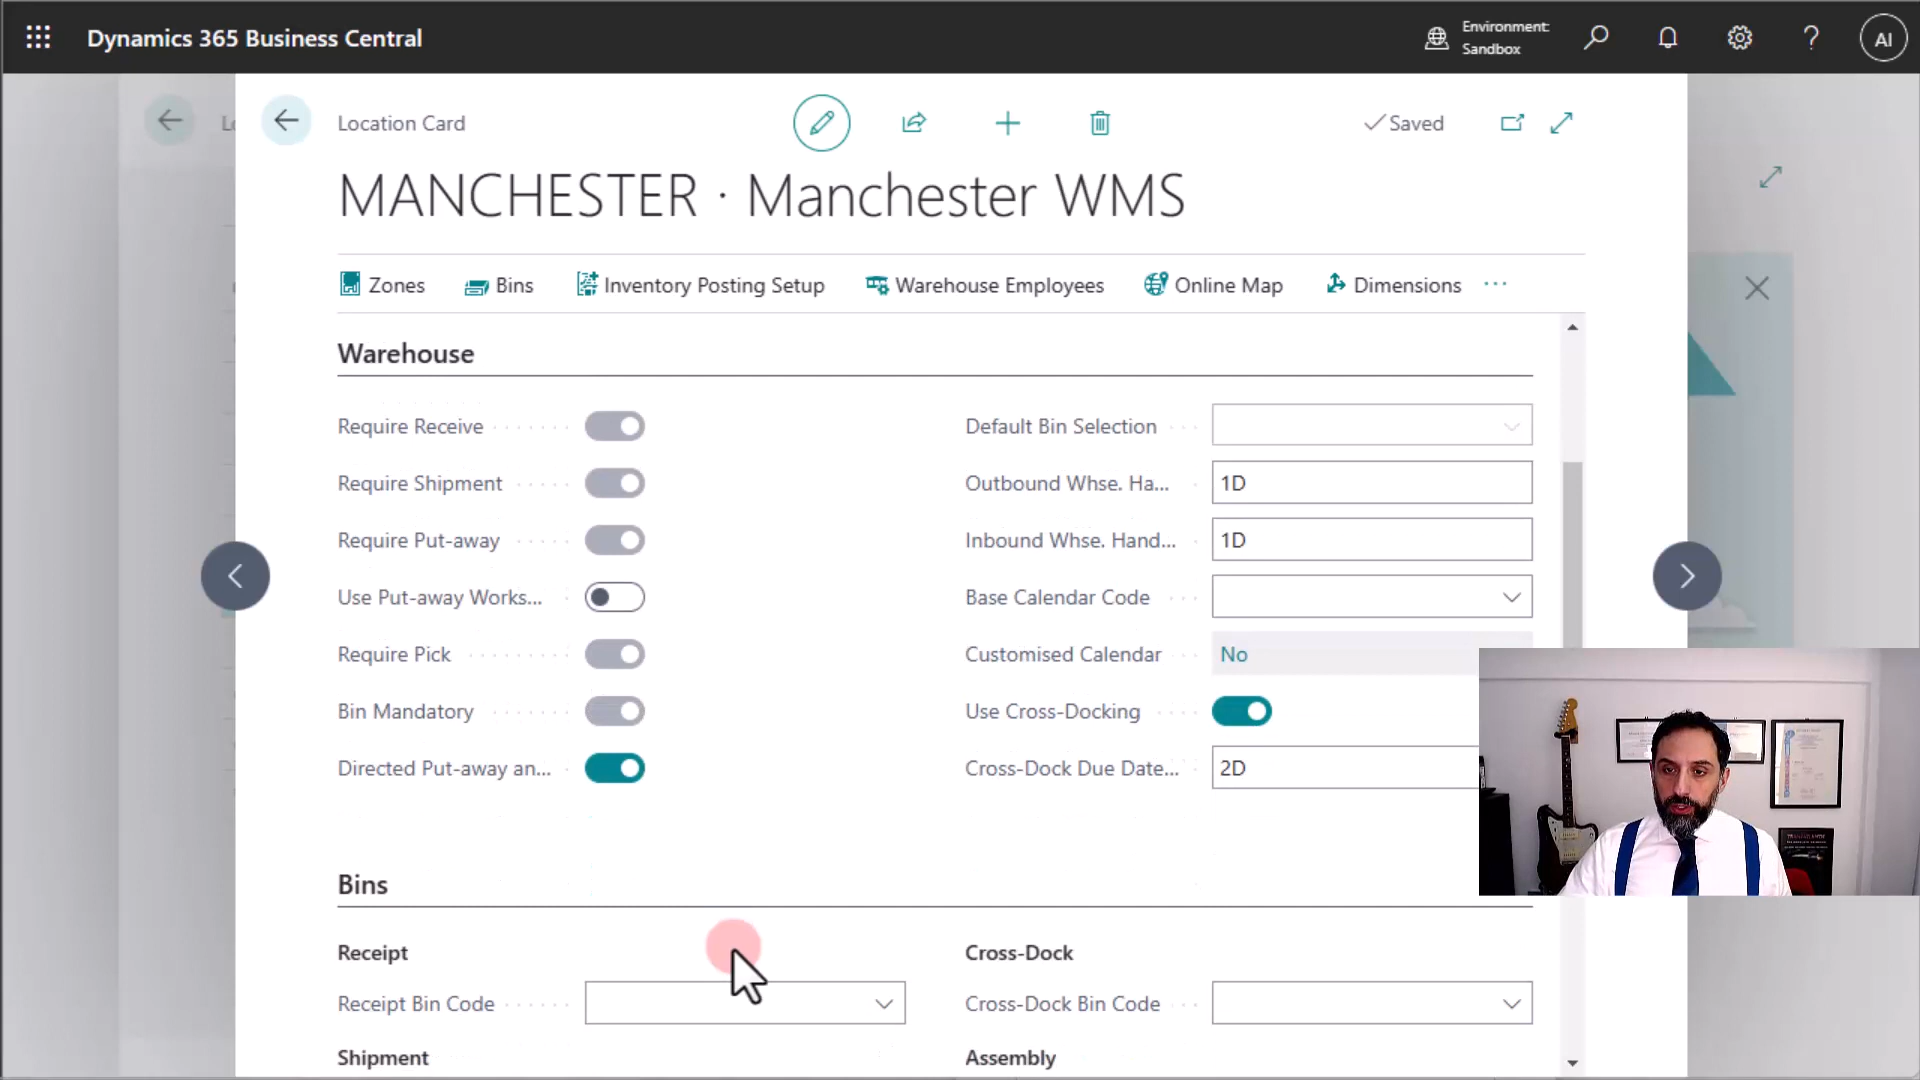 Dynamics 365 Business Central
Environment:
Sandbox
AI
Location Card
Saved
MANCHESTER · Manchester WMS
Zones
Bins
Inventory Posting Setup
Warehouse Employees
Online Map
Dimensions
Warehouse
Require Receive
Require Shipment
Require Put-away
Use Put-away Works...
Require Pick
Bin Mandatory
Directed Put-away an...
Default Bin Selection
Outbound Whse. Ha... 1D
Inbound Whse. Hand... 1D
Base Calendar Code
Customised Calendar No
Use Cross-Docking
Cross-Dock Due Date... 2D
Bins
Receipt
Receipt Bin Code
Shipment
Cross-Dock
Cross-Dock Bin Code
Assembly